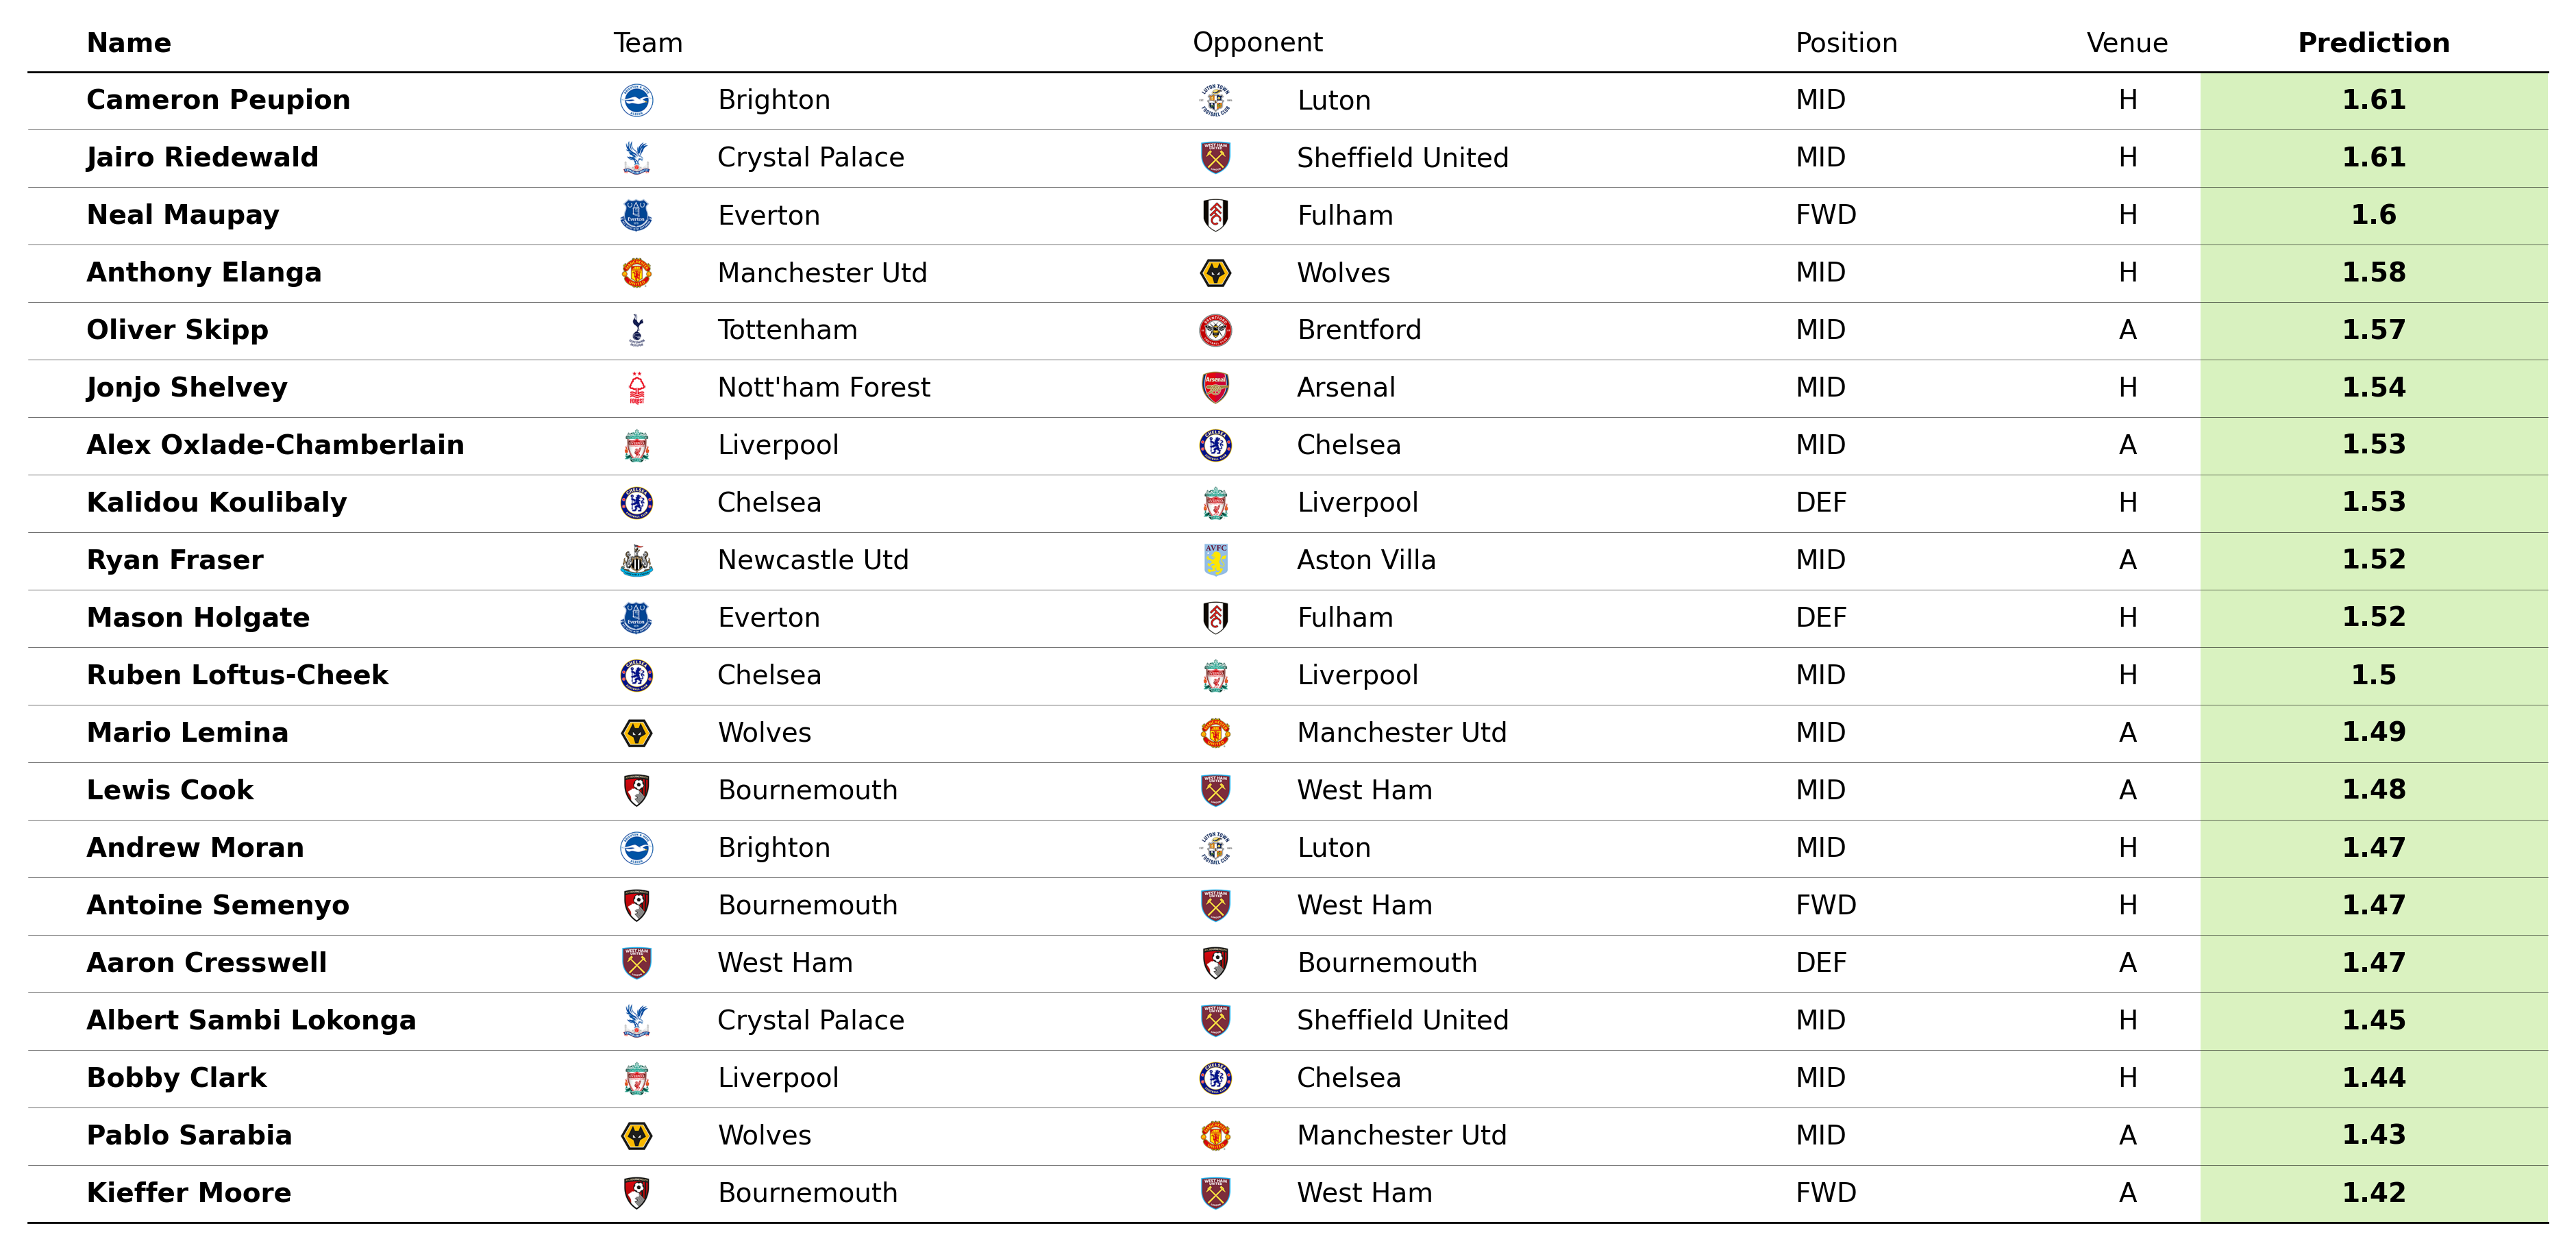 Name Team Opponent Position Venue Prediction
Cameron Peupion Brighton Luton MID H 1.61
Jairo Riedewald Crystal Palace Sheffield United MID H 1.61
Neal Maupay Everton Fulham FWD H 1.6
Anthony Elanga Manchester Utd Wolves MID H 1.58
Oliver Skipp Tottenham Brentford MID A 1.57
Jonjo Shelvey Nott'ham Forest Arsenal MID H 1.54
Alex Oxlade-Chamberlain Liverpool Chelsea MID A 1.53
Kalidou Koulibaly Chelsea Liverpool DEF H 1.53
Ryan Fraser Newcastle Utd Aston Villa MID A 1.52
Mason Holgate Everton Fulham DEF H 1.52
Ruben Loftus-Cheek Chelsea Liverpool MID H 1.5
Mario Lemina Wolves Manchester Utd MID A 1.49
Lewis Cook Bournemouth West Ham MID A 1.48
Andrew Moran Brighton Luton MID H 1.47
Antoine Semenyo Bournemouth West Ham FWD H 1.47
Aaron Cresswell West Ham Bournemouth DEF A 1.47
Albert Sambi Lokonga Crystal Palace Sheffield United MID H 1.45
Bobby Clark Liverpool Chelsea MID H 1.44
Pablo Sarabia Wolves Manchester Utd MID A 1.43
Kieffer Moore Bournemouth West Ham FWD A 1.42